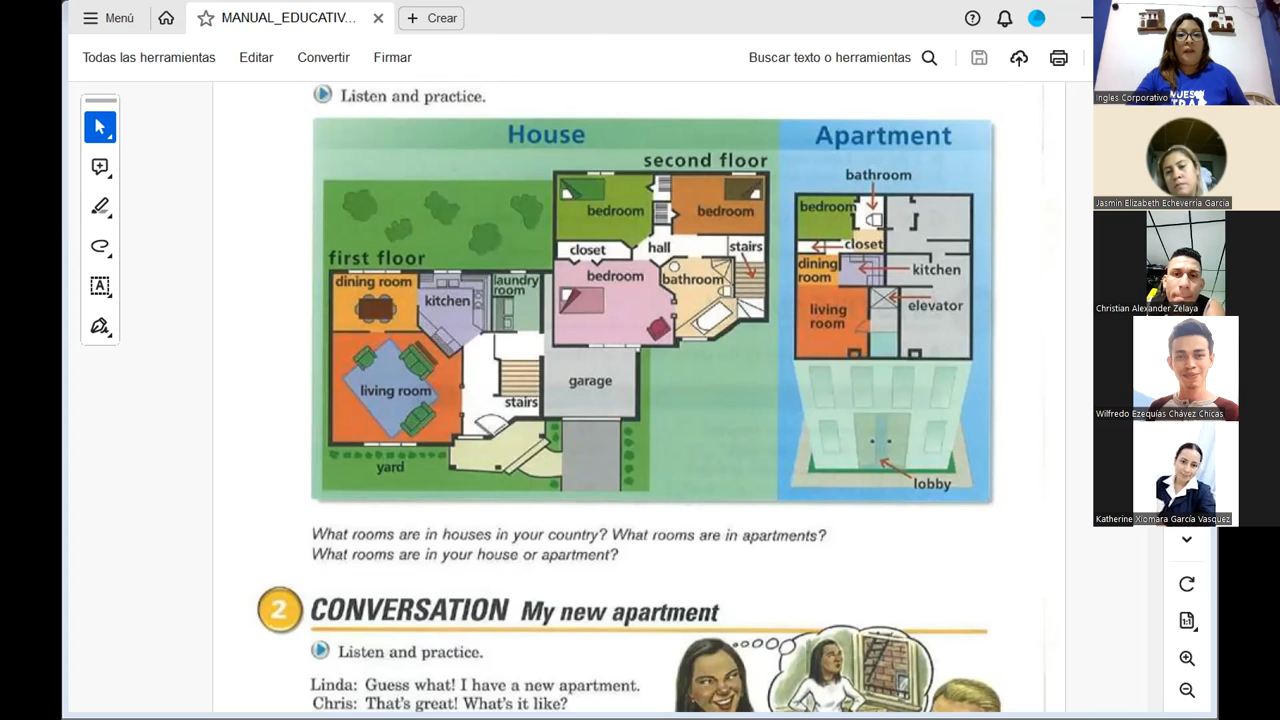 Menú
MANUAL_EDUCATIV...
Crear
Todas las herramientas
Editar
Convertir
Firmar
Buscar texto o herramientas
Listen and practice.
House
Apartment
second floor
bathroom
bedroom
bedroom
bedroom
closet
hall
stairs
closet
first floor
dining room
kitchen
laundry
room
bedroom
bathroom
dining
room
kitchen
living
room
elevator
living room
stairs
garage
yard
lobby
What rooms are in houses in your country? What rooms are in apartments?
What rooms are in your house or apartment?
2 CONVERSATION My new apartment
Listen and practice.
Linda: Guess what! I have a new apartment.
Chris: That's great! What's it like?
1:1
Ingles Corporativo
Jasmin Elizabeth Echeverria Garcia
Christian Alexander Zelaya
Wilfredo Ezequías Chávez Chicas
Katherine Xiomara García Vasquez